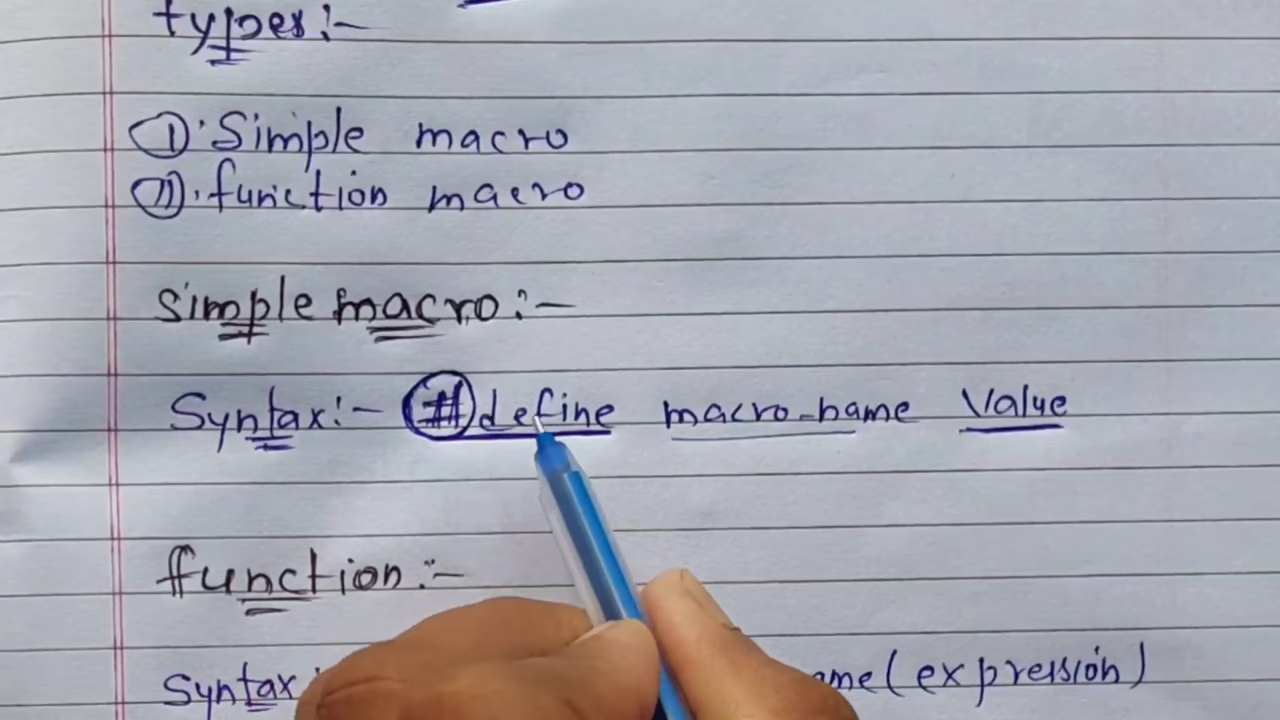 types:-
I. Simple macro
II. function macro
Simple macro:-
Syntax:- #define macro-name Value
function:-
Syntax ame(expression)